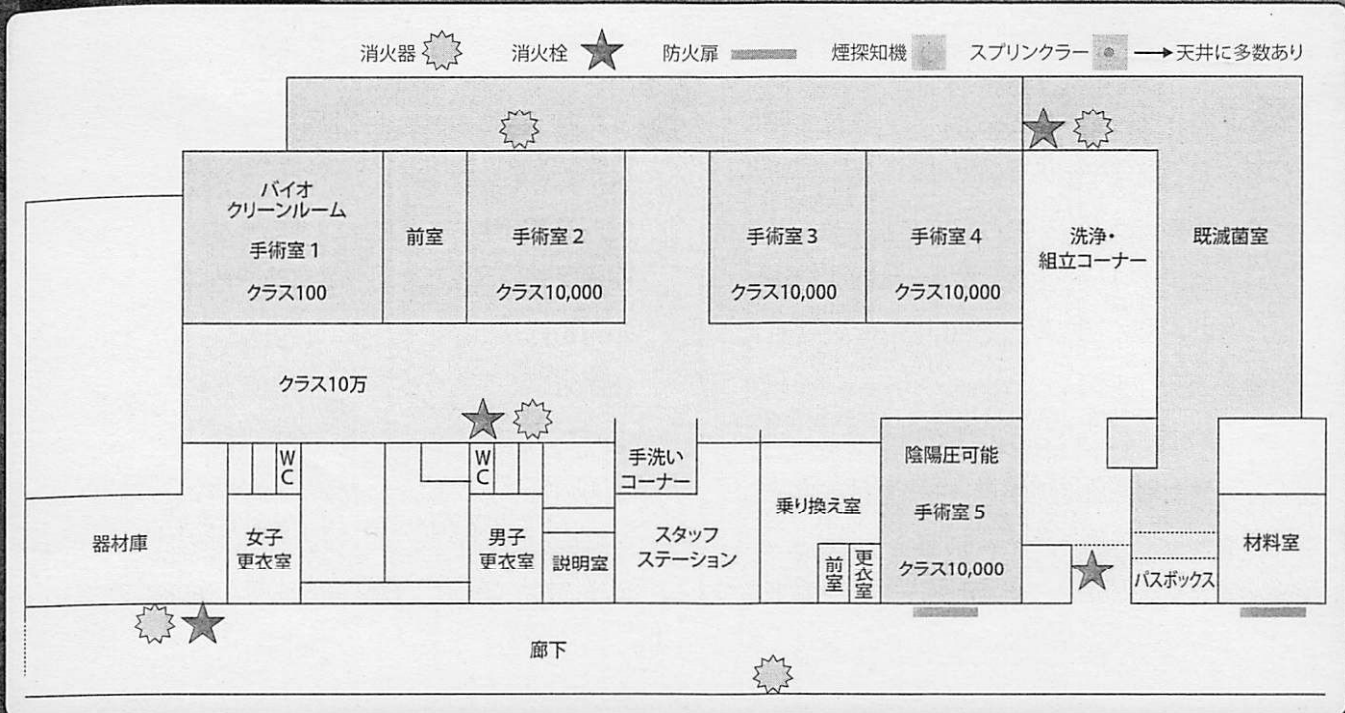 消火器 消火栓 防火扉 煙探知機 スプリンクラー →天井に多数あり
バイオ
クリーンルーム
手術室1
クラス100
前室
手術室2
クラス10,000
手術室3
クラス10,000
手術室4
クラス10,000
洗浄・
組立コーナー
既滅菌室
クラス10万
器材庫
WC
女子
更衣室
WC
男子
更衣室
説明室
手洗い
コーナー
スタッフ
ステーション
乗り換え室
前室
更衣室
陰陽圧可能
手術室5
クラス10,000
パスボックス
材料室
廊下